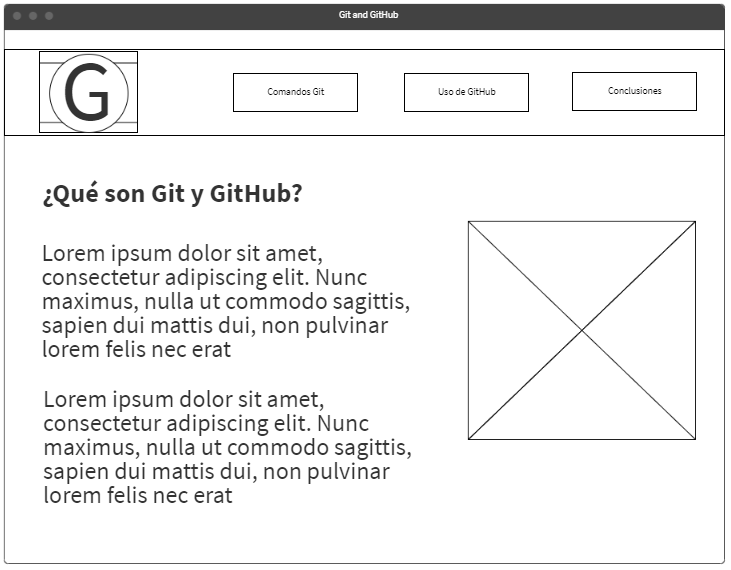 Git and GitHub
G
Comandos Git
Uso de GitHub
Conclusiones
¿Qué son Git y GitHub?
Lorem ipsum dolor sit amet,
consectetur adipiscing elit. Nunc
maximus, nulla ut commodo sagittis,
sapien dui mattis dui, non pulvinar
lorem felis nec erat
Lorem ipsum dolor sit amet,
consectetur adipiscing elit. Nunc
maximus, nulla ut commodo sagittis,
sapien dui mattis dui, non pulvinar
lorem felis nec erat